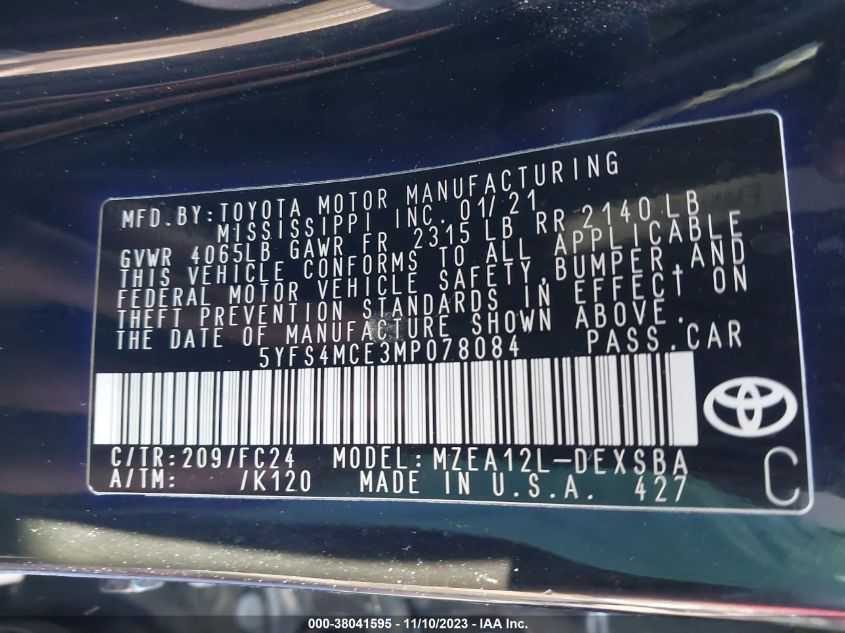 MFD. BY: TOYOTA MOTOR MANUFACTURING
MISSISSIPPI INC. 01/21
GVWR 4065LB GAWR FR 2315 LB RR 2140 LB
THIS VEHICLE CONFORMS TO ALL APPLICABLE
FEDERAL MOTOR VEHICLE SAFETY, BUMPER, AND
THEFT PREVENTION STANDARDS IN EFFECT ON
THE DATE OF MANUFACTURE SHOWN ABOVE.
5YFS4MCE3MP078084 PASS. CAR
C/TR: 209/FC24 MODEL: MZEA12L-DEXSBA
A/TM: /K120 MADE IN U.S.A. 427
C
000-38041595 - 11/10/2023 - IAA Inc.